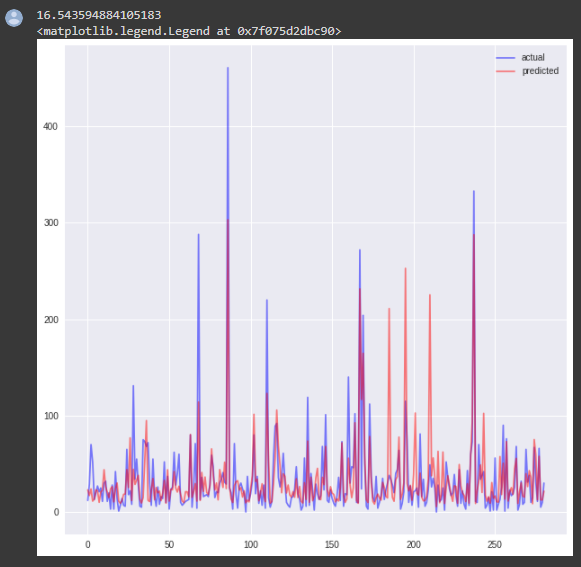 16.543594884105183
<matplotlib.legend.Legend at 0x7f075d2dbc90>
actual
predicted
400
300
200
100
0
0 50 100 150 200 250